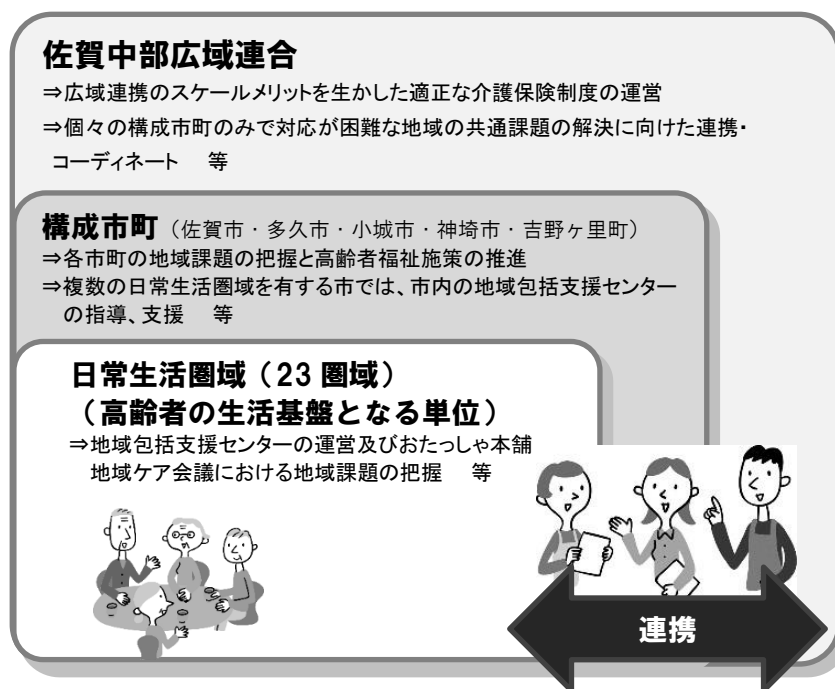 佐賀中部広域連合
⇒広域連携のスケールメリットを生かした適正な介護保険制度の運営
⇒個々の構成市町のみで対応が困難な地域の共通課題の解決に向けた連携・
コーディネート　等
構成市町（佐賀市・多久市・小城市・神埼市・吉野ヶ里町）
⇒各市町の地域課題の把握と高齢者福祉施策の推進
⇒複数の日常生活圏域を有する市では、市内の地域包括支援センター
の指導、支援　等
日常生活圏域（23 圏域）
（高齢者の生活基盤となる単位）
⇒地域包括支援センターの運営及びおたっしゃ本舗
地域ケア会議における地域課題の把握　等
連携